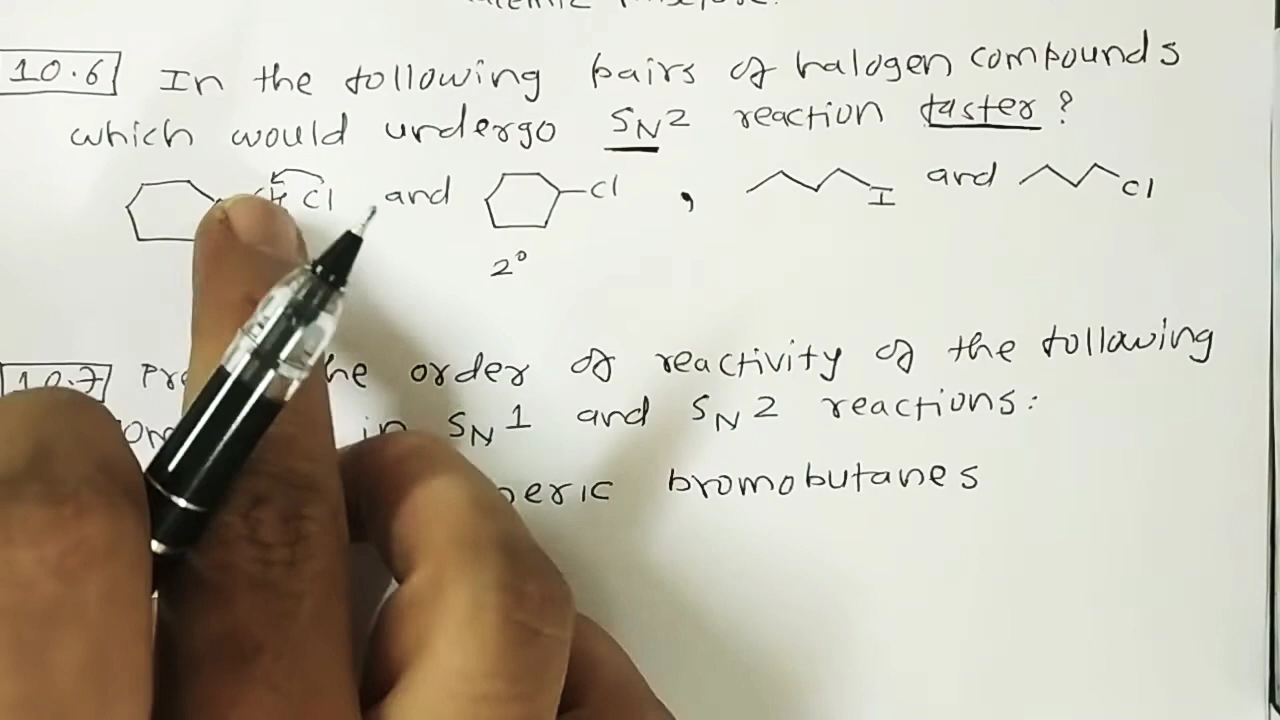 10.6 In the following pairs of halogen compounds
which would undergo SN2 reaction faster?
Cl and Cl , I and Cl
2°
10.7 the order of reactivity of the following
in SN1 and SN2 reactions:
bromobutanes